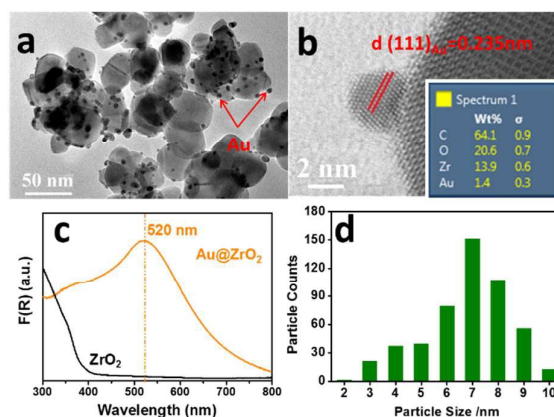 a
Au
50 nm
b
d (111)Au=0.235nm
Spectrum 1
Wt% σ
C 64.1 0.9
O 20.6 0.7
Zr 13.9 0.6
Au 1.4 0.3
2 nm
c
520 nm
Au@ZrO₂
ZrO₂
F(R) (a.u.)
300 400 500 600 700 800
Wavelength (nm)
d
180
150
120
90
60
30
0
Particle Counts
2 3 4 5 6 7 8 9 10
Particle Size /nm